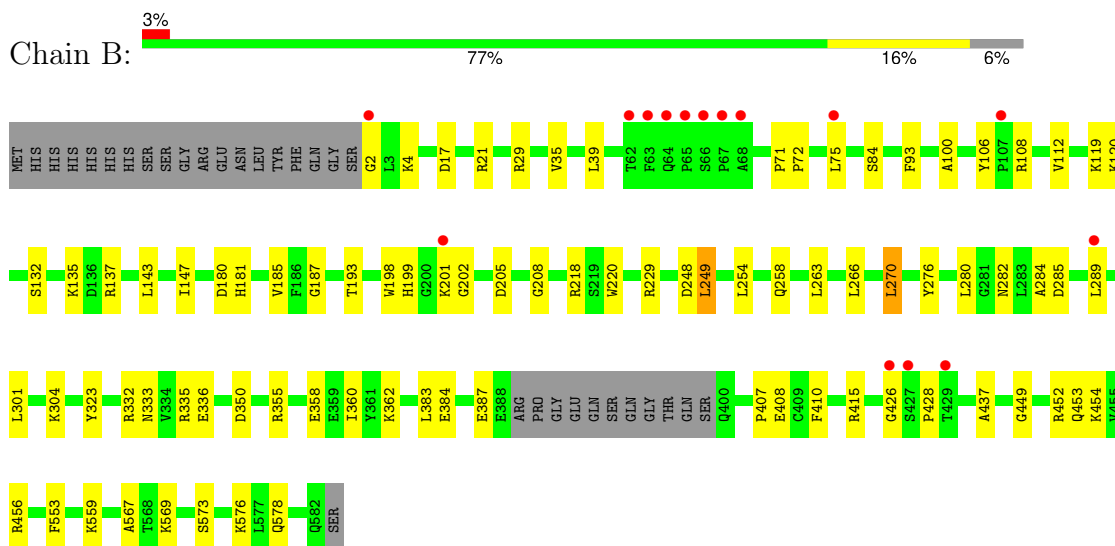 3%
Chain B:
77% 16% 6%
MET HIS HIS HIS HIS HIS HIS SER SER GLY ARG GLU ASN LEU TYR PHE GLN GLY SER G2 L3 K4 D17 R21 R29 V35 L39 T62 F63 Q64 P65 S66 P67 A68 P71 P72 L75 S84 F93 A100 Y106 P107 R108 V112 K119 K120
S132 K135 D136 R137 L143 I147 D180 H181 V185 F186 G187 T193 W198 H199 G200 K201 G202 D205 G208 R218 S219 W220 R229 D248 L249 L254 Q258 L263 L266 L270 Y276 L280 G281 N282 L283 A284 D285 L289
L301 K304 Y323 R332 N333 V334 R335 E336 D350 R355 E358 E359 I360 Y361 K362 L383 E384 E387 E388 ARG PRO GLY GLU GLN SER GLN GLY THR GLN SER Q400 P407 E408 C409 F410 R415 G426 S427 P428 T429 A437 G449 R452 Q453 K454
R456 F553 K559 A567 T568 K569 S573 K576 L577 Q578 Q582 SER